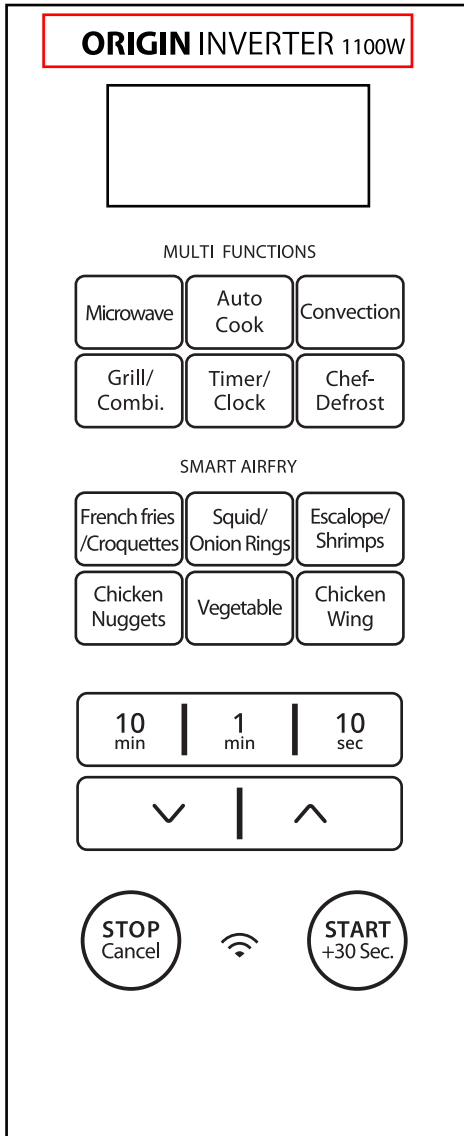 ORIGIN INVERTER 1100W
MULTI FUNCTIONS
Microwave
Auto
Cook
Convection
Grill/
Combi.
Timer/
Clock
Chef-
Defrost
SMART AIRFRY
French fries
/Croquettes
Squid/
Onion Rings
Escalope/
Shrimps
Chicken
Nuggets
Vegetable
Chicken
Wing
10
min
1
min
10
sec
STOP
Cancel
START
+30 Sec.